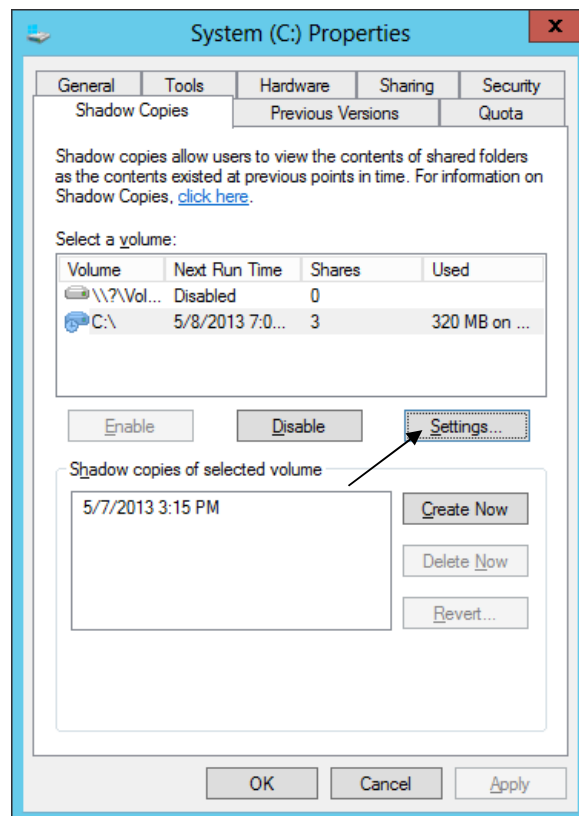 System (C:) Properties
x
General Tools Hardware Sharing Security
Shadow Copies Previous Versions Quota
Shadow copies allow users to view the contents of shared folders
as the contents existed at previous points in time. For information on
Shadow Copies, click here.
Select a volume:
Volume Next Run Time Shares Used
\\?\Vol... Disabled 0
C:\ 5/8/2013 7:0... 3 320 MB on ...
Enable Disable Settings...
Shadow copies of selected volume
5/7/2013 3:15 PM
Create Now
Delete Now
Revert...
OK Cancel Apply